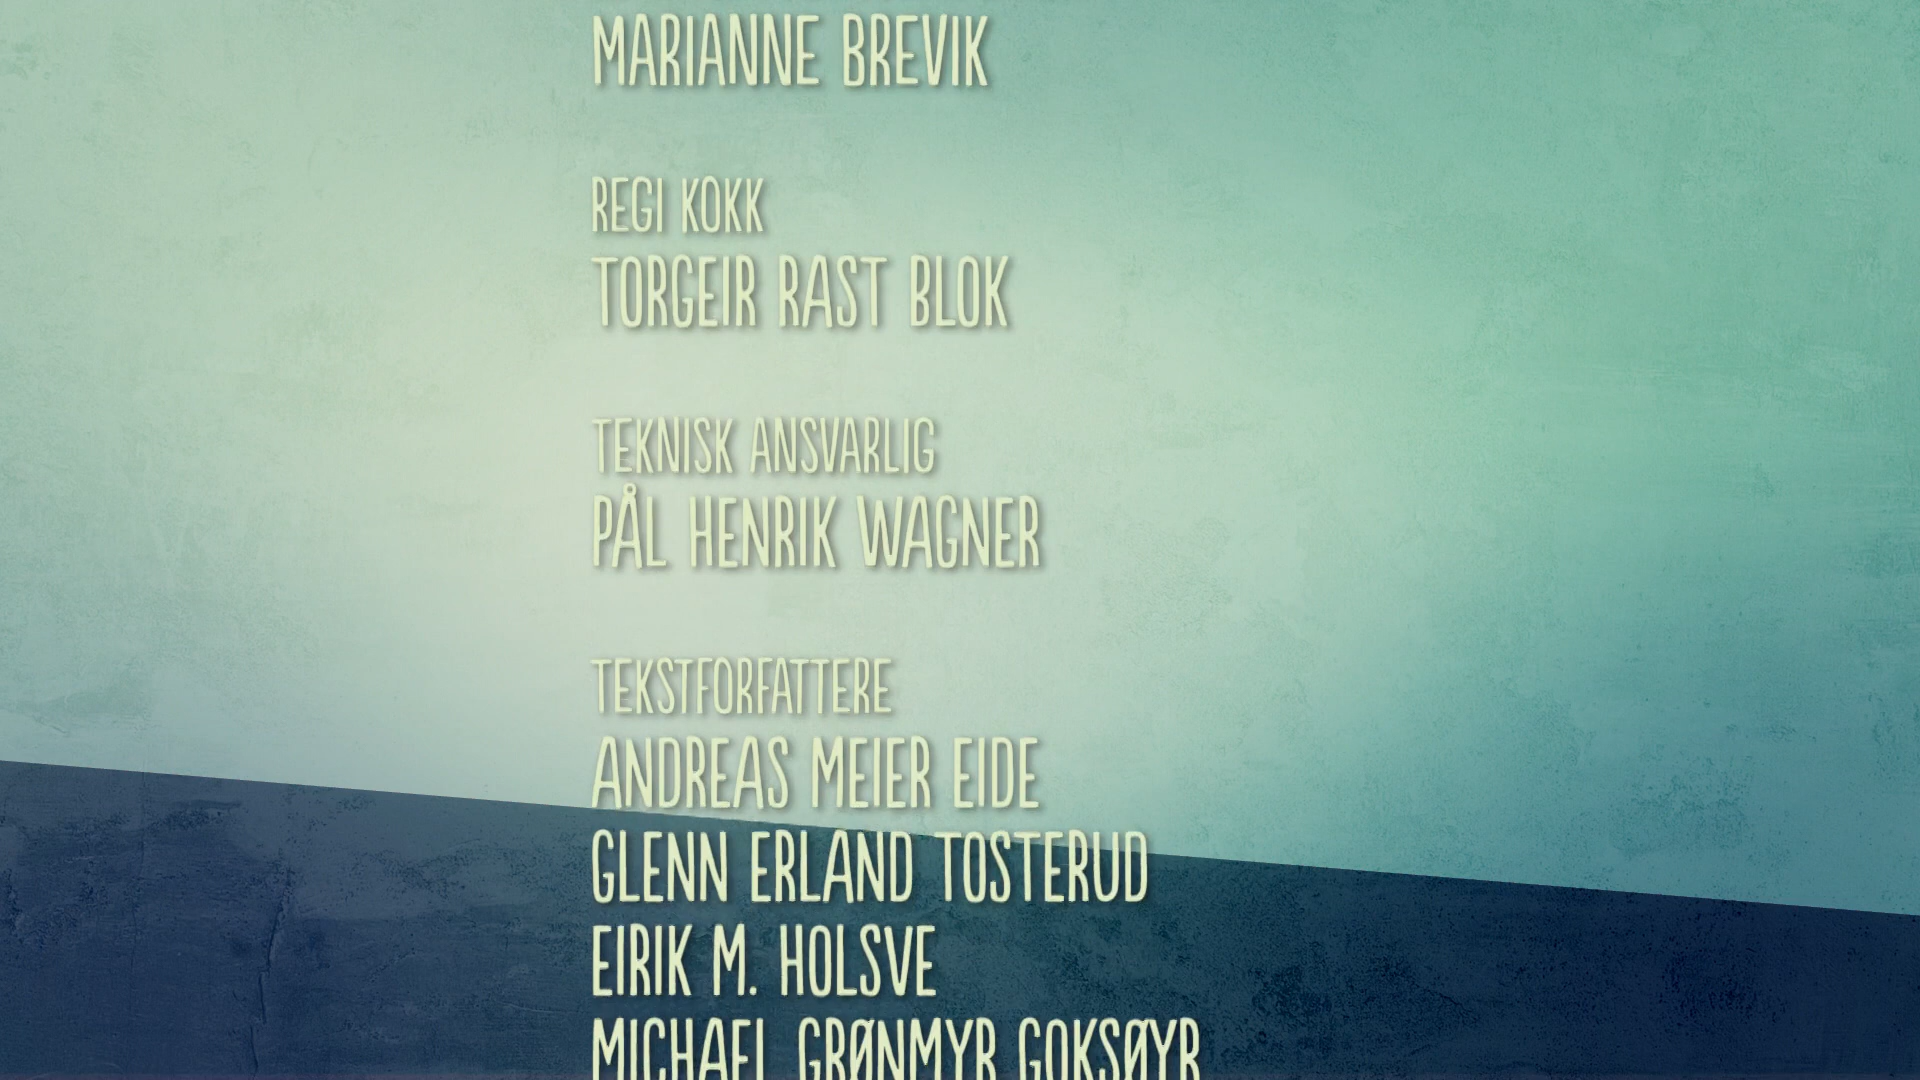 MARIANNE BREVIK
REGI KOKK
TORGEIR RAST BLOK
TEKNISK ANSVARLIG
PÅL HENRIK WAGNER
TEKSTFORFATTERE
ANDREAS MEIER EIDE
GLENN ERLAND TOSTERUD
EIRIK M. HOLSVE
MICHAEL GRØNMYR GOKSØYR